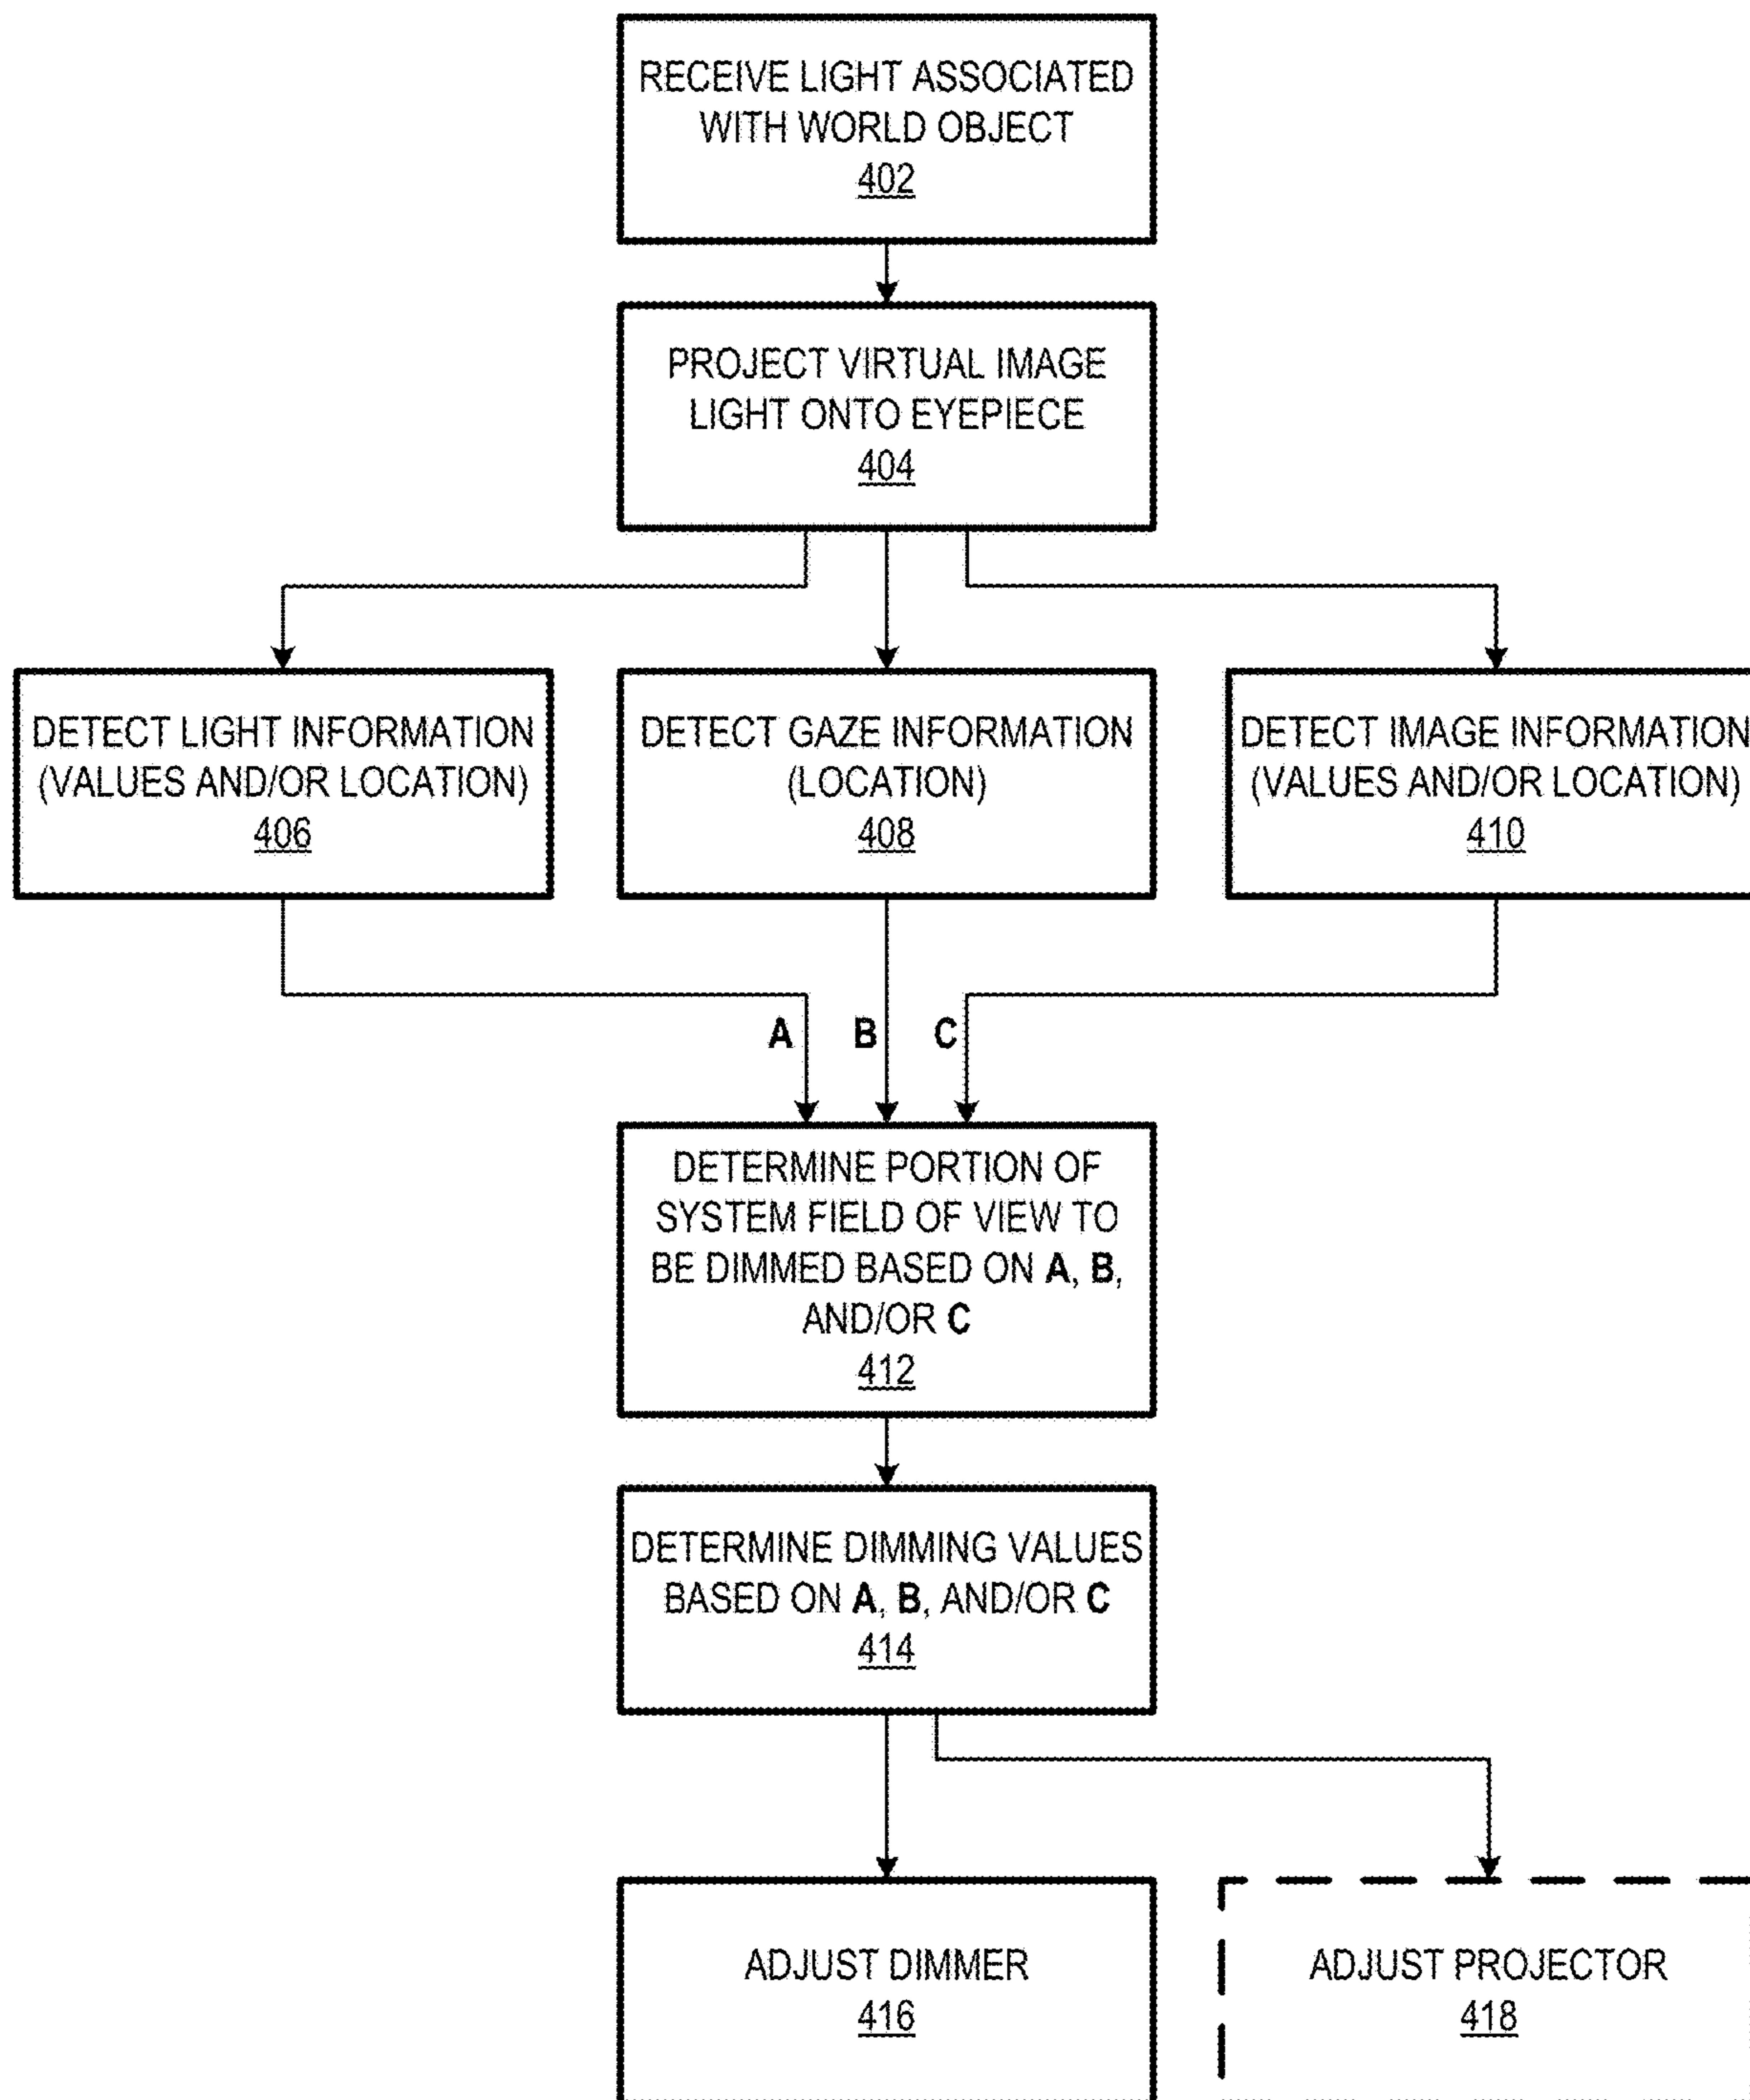 RECEIVE LIGHT ASSOCIATED
WITH WORLD OBJECT
402
PROJECT VIRTUAL IMAGE
LIGHT ONTO EYEPIECE
404
DETECT LIGHT INFORMATION
(VALUES AND/OR LOCATION)
406
DETECT GAZE INFORMATION
(LOCATION)
408
DETECT IMAGE INFORMATION
(VALUES AND/OR LOCATION)
410
A
B
C
DETERMINE PORTION OF
SYSTEM FIELD OF VIEW TO
BE DIMMED BASED ON A, B,
AND/OR C
412
DETERMINE DIMMING VALUES
BASED ON A, B, AND/OR C
414
ADJUST DIMMER
416
ADJUST PROJECTOR
418